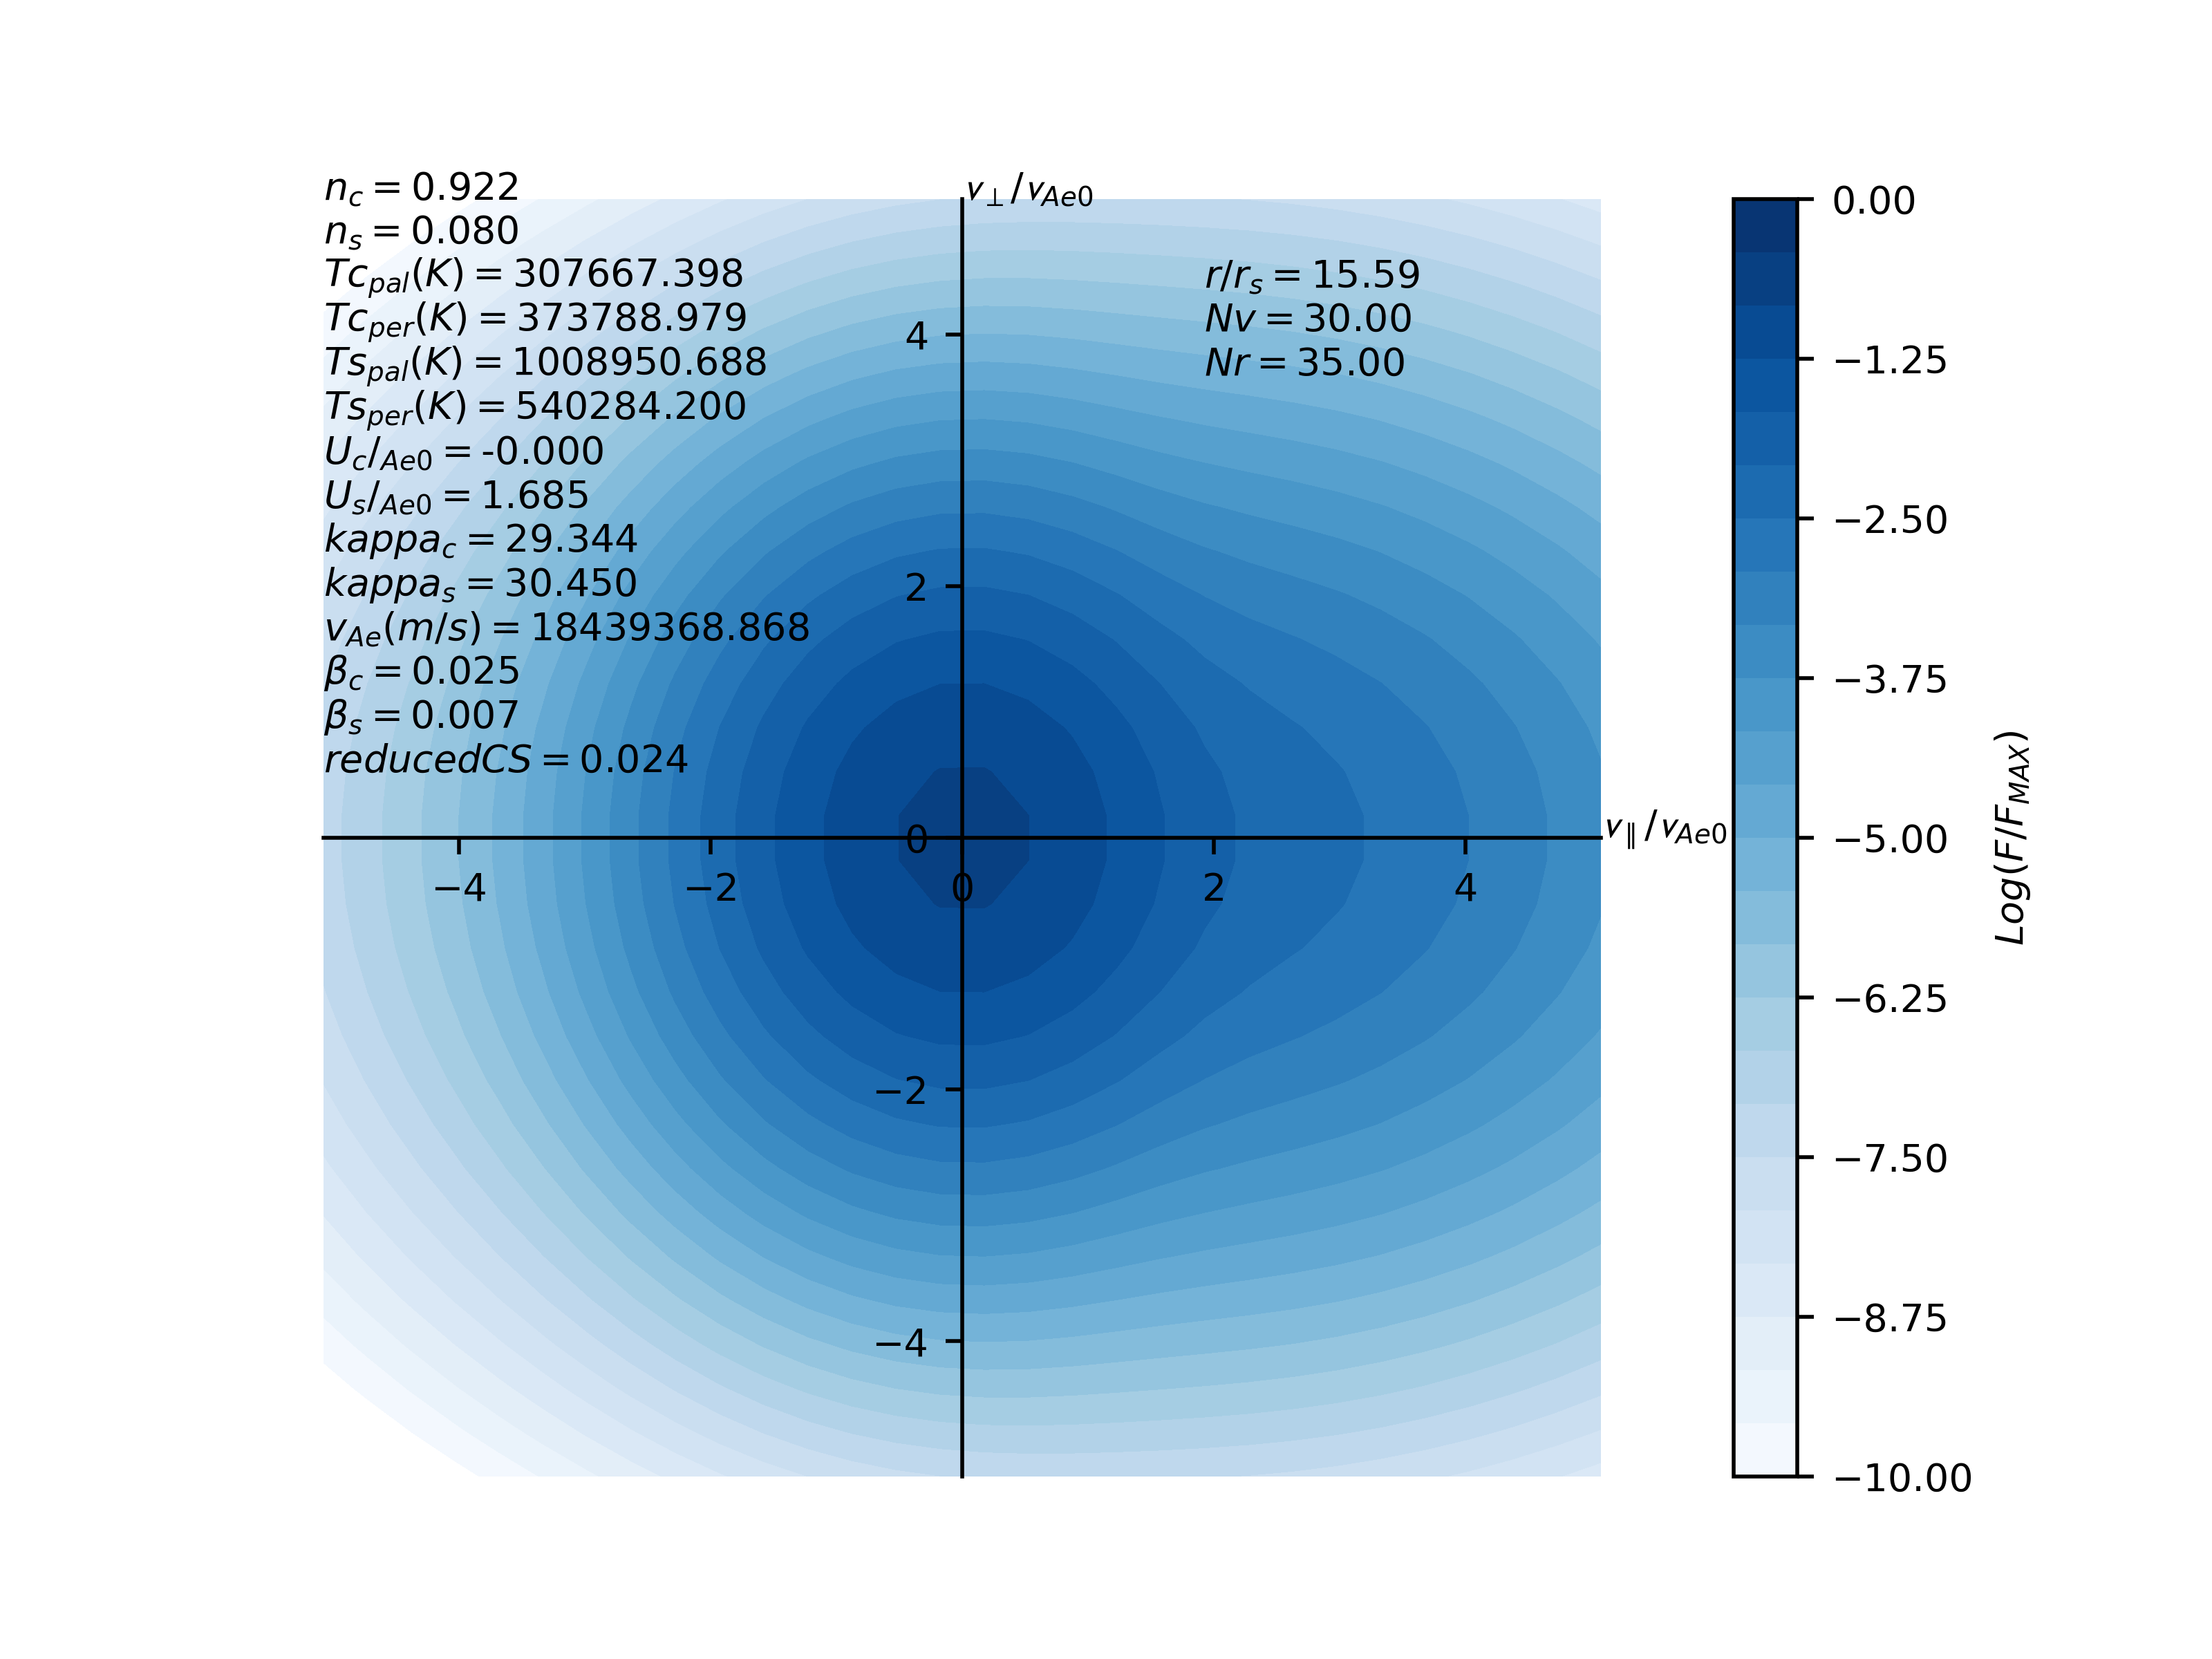 n_c = 0.922
n_s = 0.080
Tc_pal(K) = 307667.398
Tc_per(K) = 373788.979
Ts_pal(K) = 1008950.688
Ts_per(K) = 540284.200
U_c/_Ae0 = -0.000
U_s/_Ae0 = 1.685
kappa_c = 29.344
kappa_s = 30.450
v_Ae(m/s) = 18439368.868
β_c = 0.025
β_s = 0.007
reducedCS = 0.024
v_⊥/v_Ae0
r/r_s = 15.59
Nv = 30.00
Nr = 35.00
4
2
0
−2
−4
−4
−2
0
2
4
v_∥/v_Ae0
0.00
−1.25
−2.50
−3.75
−5.00
−6.25
−7.50
−8.75
−10.00
Log(F/F_MAX)